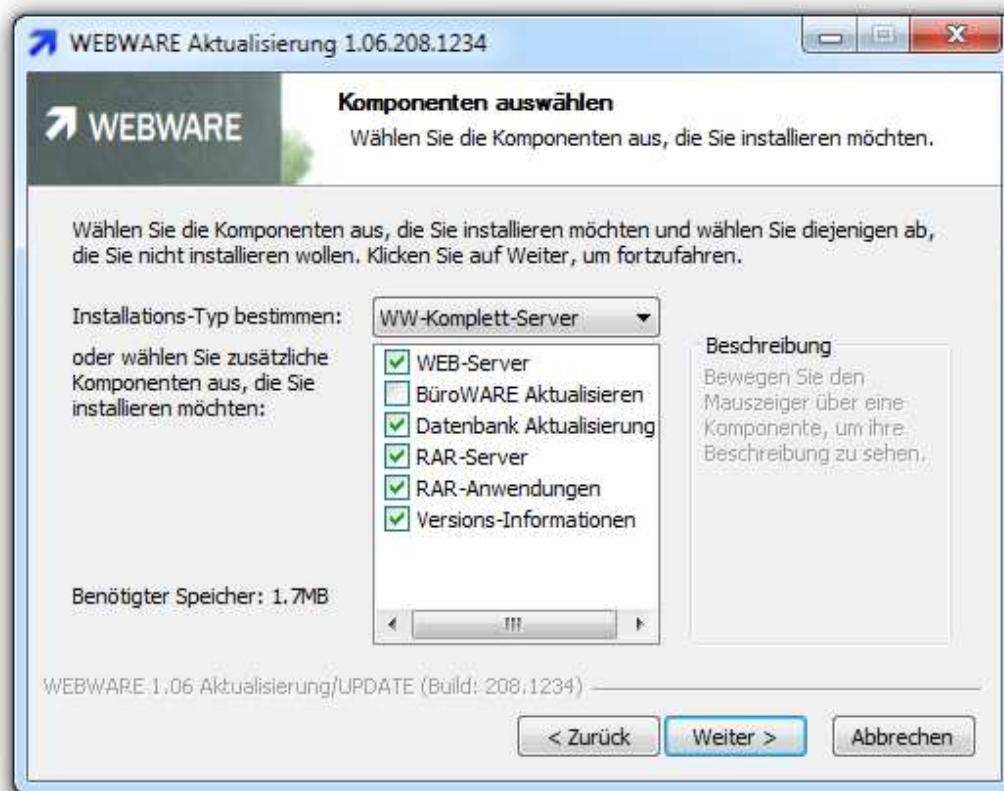 WEBWARE Aktualisierung 1.06.208.1234
WEBWARE
Komponenten auswählen
Wählen Sie die Komponenten aus, die Sie installieren möchten.
Wählen Sie die Komponenten aus, die Sie installieren möchten und wählen Sie diejenigen ab,
die Sie nicht installieren wollen. Klicken Sie auf Weiter, um fortzufahren.
Installations-Typ bestimmen:
WW-Komplett-Server
oder wählen Sie zusätzliche
Komponenten aus, die Sie
installieren möchten:
WEB-Server
BüroWARE Aktualisieren
Datenbank Aktualisierung
RAR-Server
RAR-Anwendungen
Versions-Informationen
Beschreibung
Bewegen Sie den
Mauszeiger über eine
Komponente, um ihre
Beschreibung zu sehen.
Benötigter Speicher: 1.7MB
WEBWARE 1.06 Aktualisierung/UPDATE (Build: 208.1234)
< Zurück
Weiter >
Abbrechen